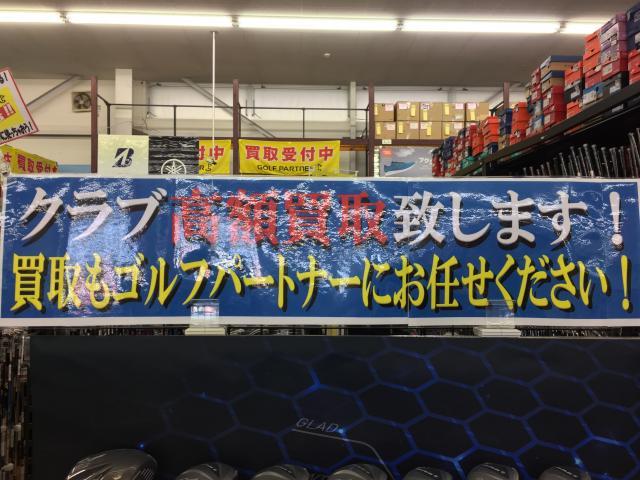 買取受付中
GOLF PARTNER
クラブ高額買取致します！
買取もゴルフパートナーにお任せください！
GLAD